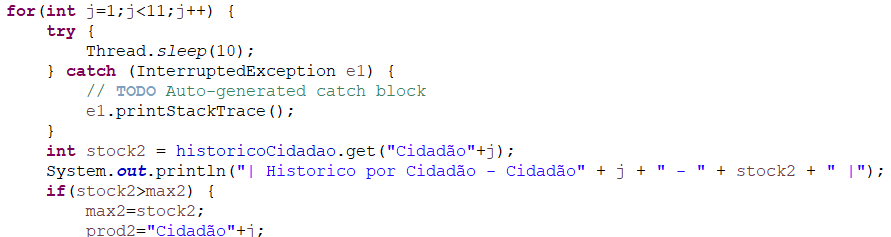 for(int j=1;j<11;j++) {
    try {
        Thread.sleep(10);
    } catch (InterruptedException e1) {
        // TODO Auto-generated catch block
        e1.printStackTrace();
    }
    int stock2 = historicoCidadao.get("Cidadão"+j);
    System.out.println("| Historico por Cidadão - Cidadão" + j + " - " + stock2 + " |");
    if(stock2>max2) {
        max2=stock2;
        prod2="Cidadão"+j;